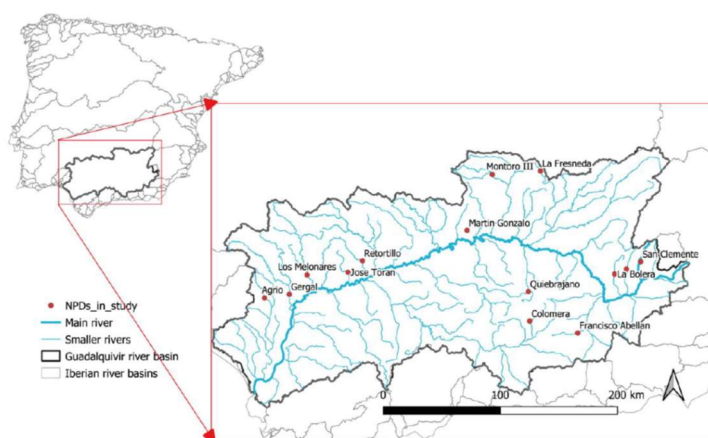 Montoro III
La Fresneda
Martin Gonzalo
San Clemente
Retortillo
Los Melonares
Jose Toran
La Bolera
Agrio
Gergal
Quiebrajano
Colomera
Francisco Abellan
NPDs_in_study
Main river
Smaller rivers
Guadalquivir river basin
Iberian river basins
0
100
200 km